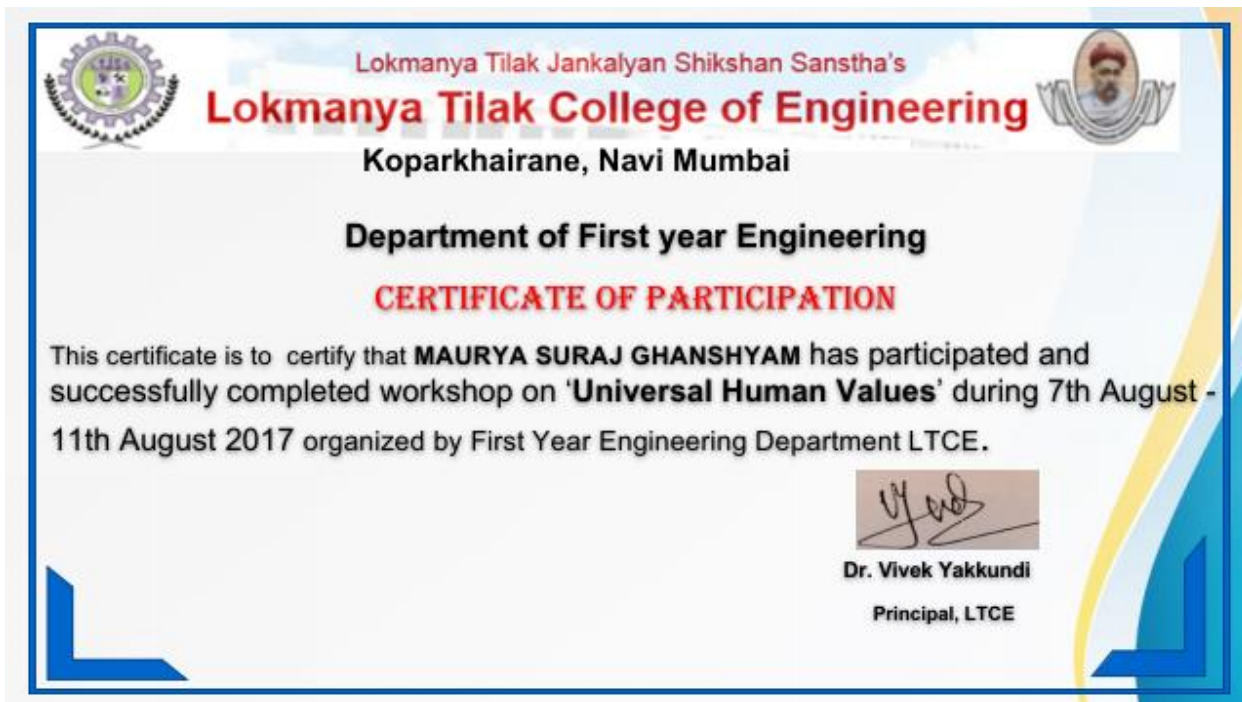 Lokmanya Tilak Jankalyan Shikshan Sanstha's
Lokmanya Tilak College of Engineering
Koparkhairane, Navi Mumbai
Department of First year Engineering
CERTIFICATE OF PARTICIPATION
This certificate is to certify that MAURYA SURAJ GHANSHYAM has participated and
successfully completed workshop on ‘Universal Human Values’ during 7th August -
11th August 2017 organized by First Year Engineering Department LTCE.
Dr. Vivek Yakkundi
Principal, LTCE